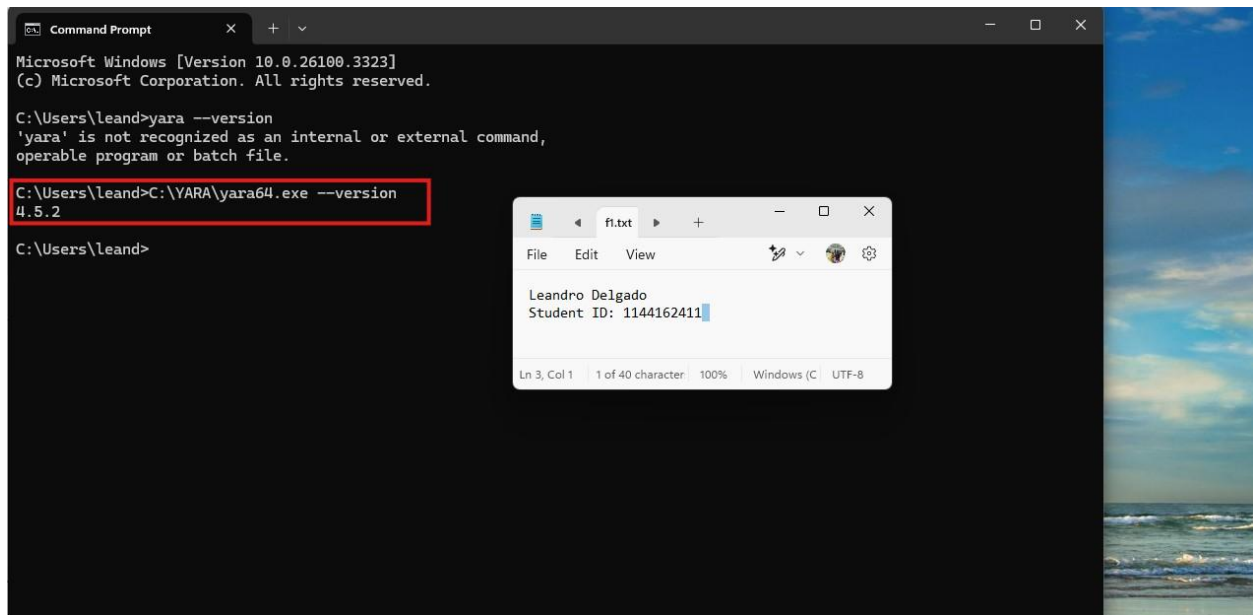 Command Prompt
Microsoft Windows [Version 10.0.26100.3323]
(c) Microsoft Corporation. All rights reserved.
C:\Users\leand>yara --version
'yara' is not recognized as an internal or external command,
operable program or batch file.
C:\Users\leand>C:\YARA\yara64.exe --version
4.5.2
C:\Users\leand>
f1.txt
File Edit View
Leandro Delgado
Student ID: 1144162411
Ln 3, Col 1 1 of 40 character 100% Windows (C UTF-8